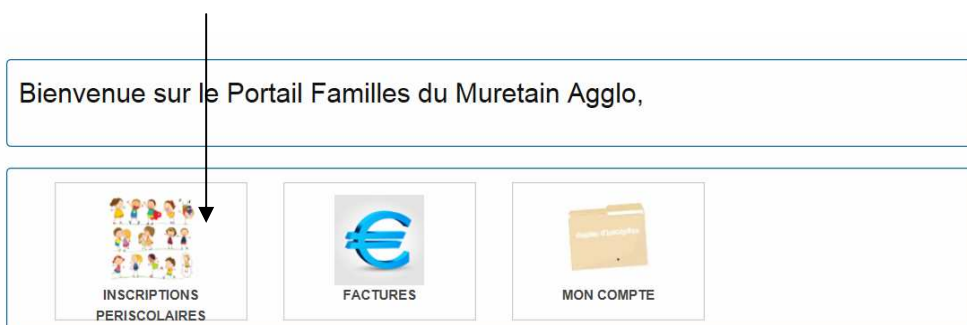 Bienvenue sur le Portail Familles du Muretain Agglo,
INSCRIPTIONS
PERISCOLAIRES
FACTURES
MON COMPTE